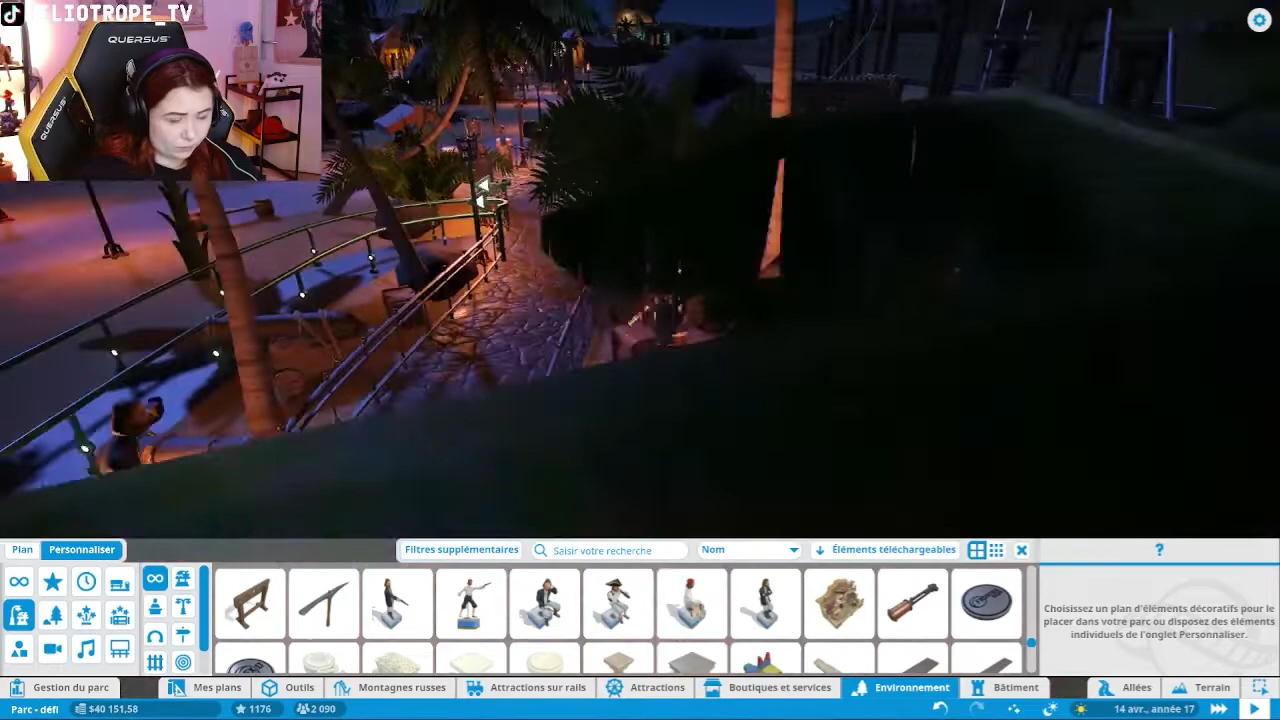 ELIOTROPE_TV
QUERSUS
QUERSUS
QUERSUS
Plan
Personnaliser
Filtres supplémentaires
Saisir votre recherche
Nom
Éléments téléchargeables
?
Choisissez un plan d'éléments décoratifs pour le
placer dans votre parc ou disposez des éléments
individuels de l'onglet Personnaliser.
Gestion du parc
Mes plans
Outils
Montagnes russes
Attractions sur rails
Attractions
Boutiques et services
Environnement
Bâtiment
Allées
Terrain
Parc - défi
$40 151,58
1176
2 090
14 avr., année 17